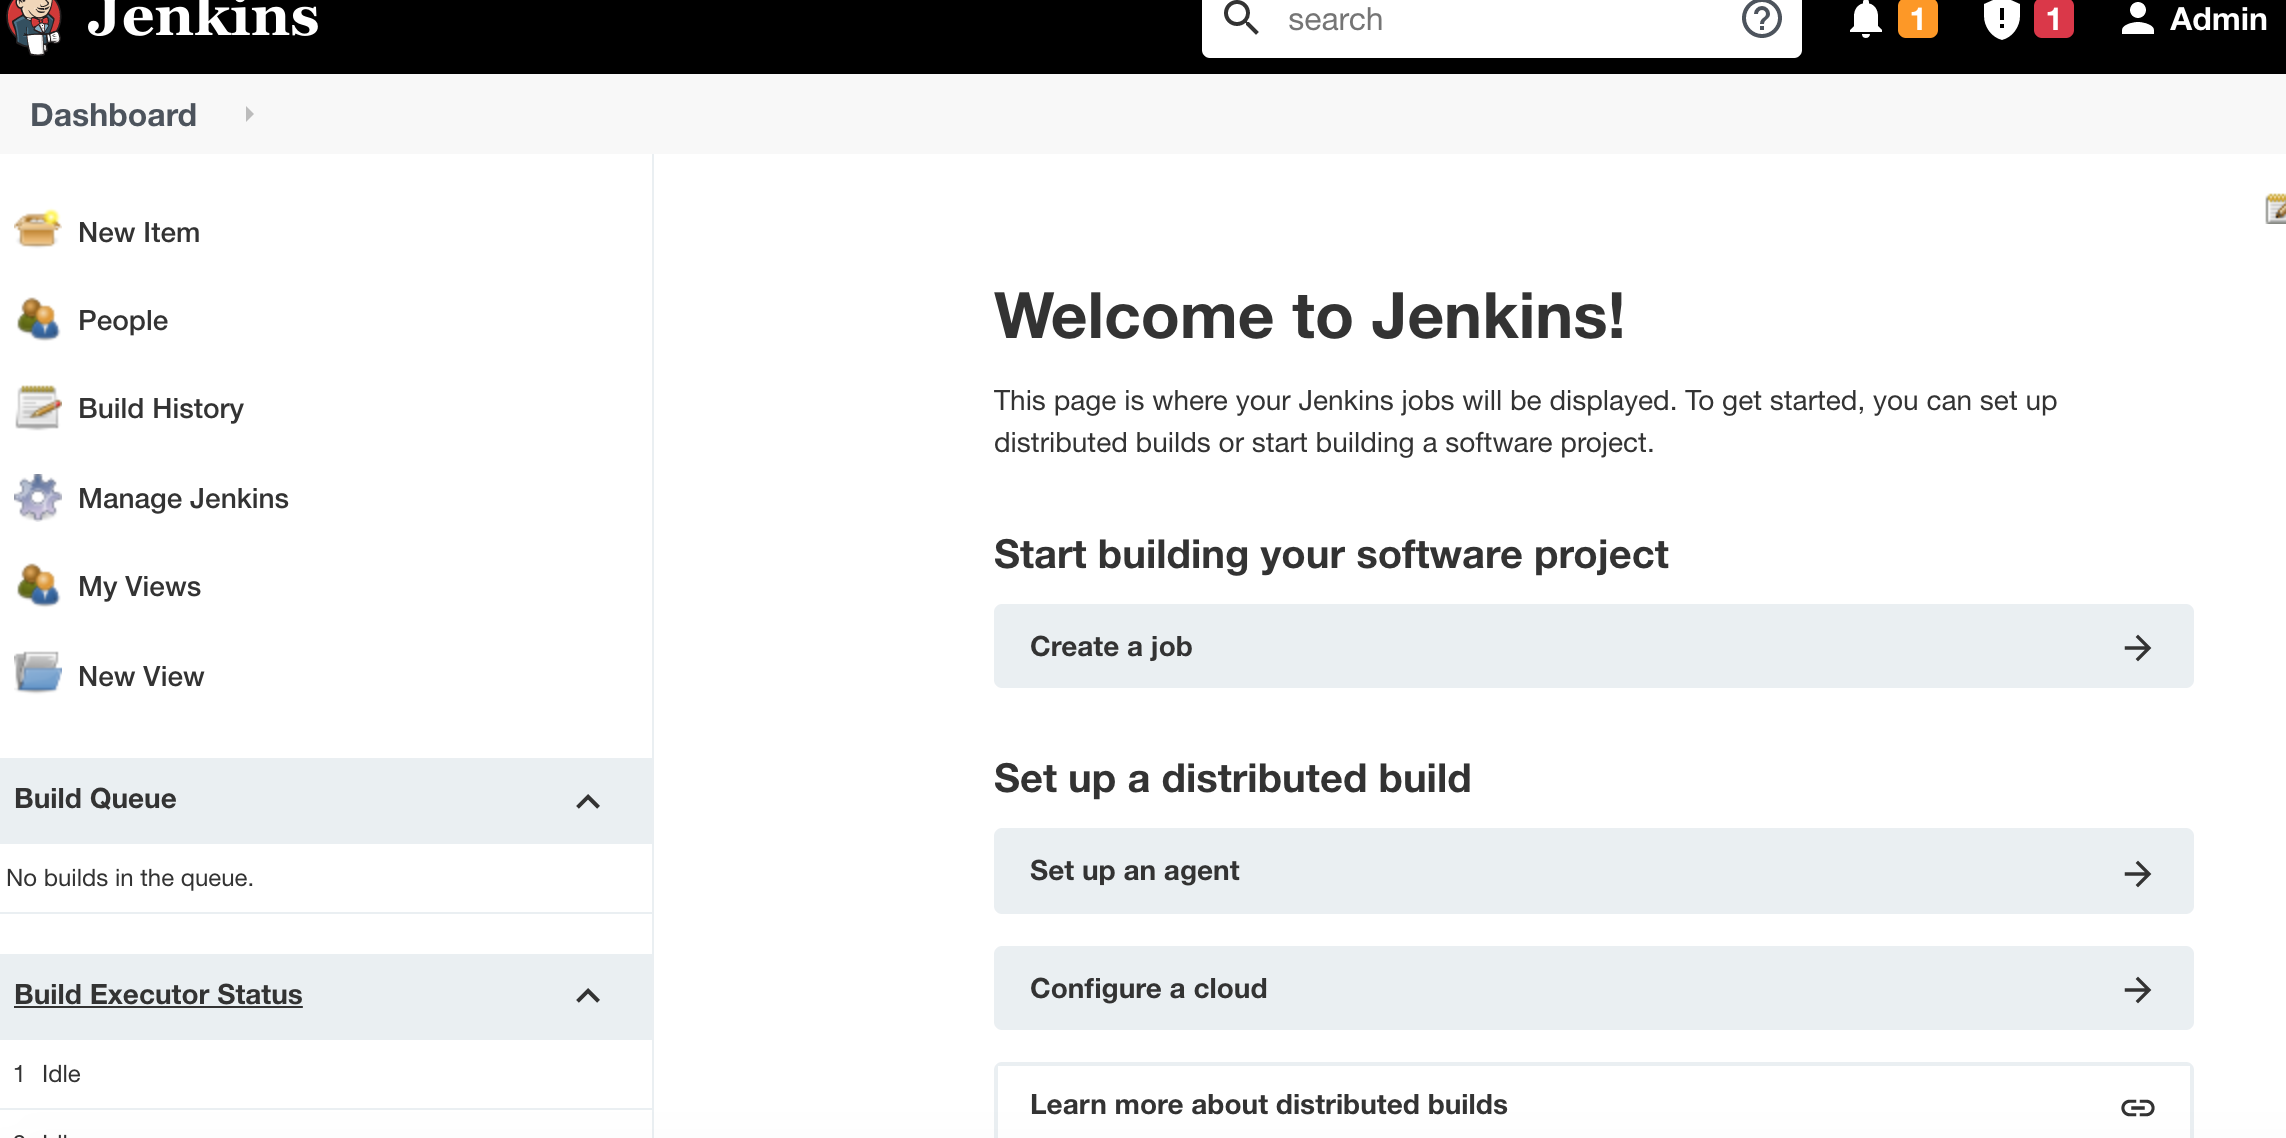 Jenkins
search
1
1
Admin
Dashboard
New Item
People
Build History
Manage Jenkins
My Views
New View
Build Queue
No builds in the queue.
Build Executor Status
1 Idle
Welcome to Jenkins!
This page is where your Jenkins jobs will be displayed. To get started, you can set up
distributed builds or start building a software project.
Start building your software project
Create a job
Set up a distributed build
Set up an agent
Configure a cloud
Learn more about distributed builds